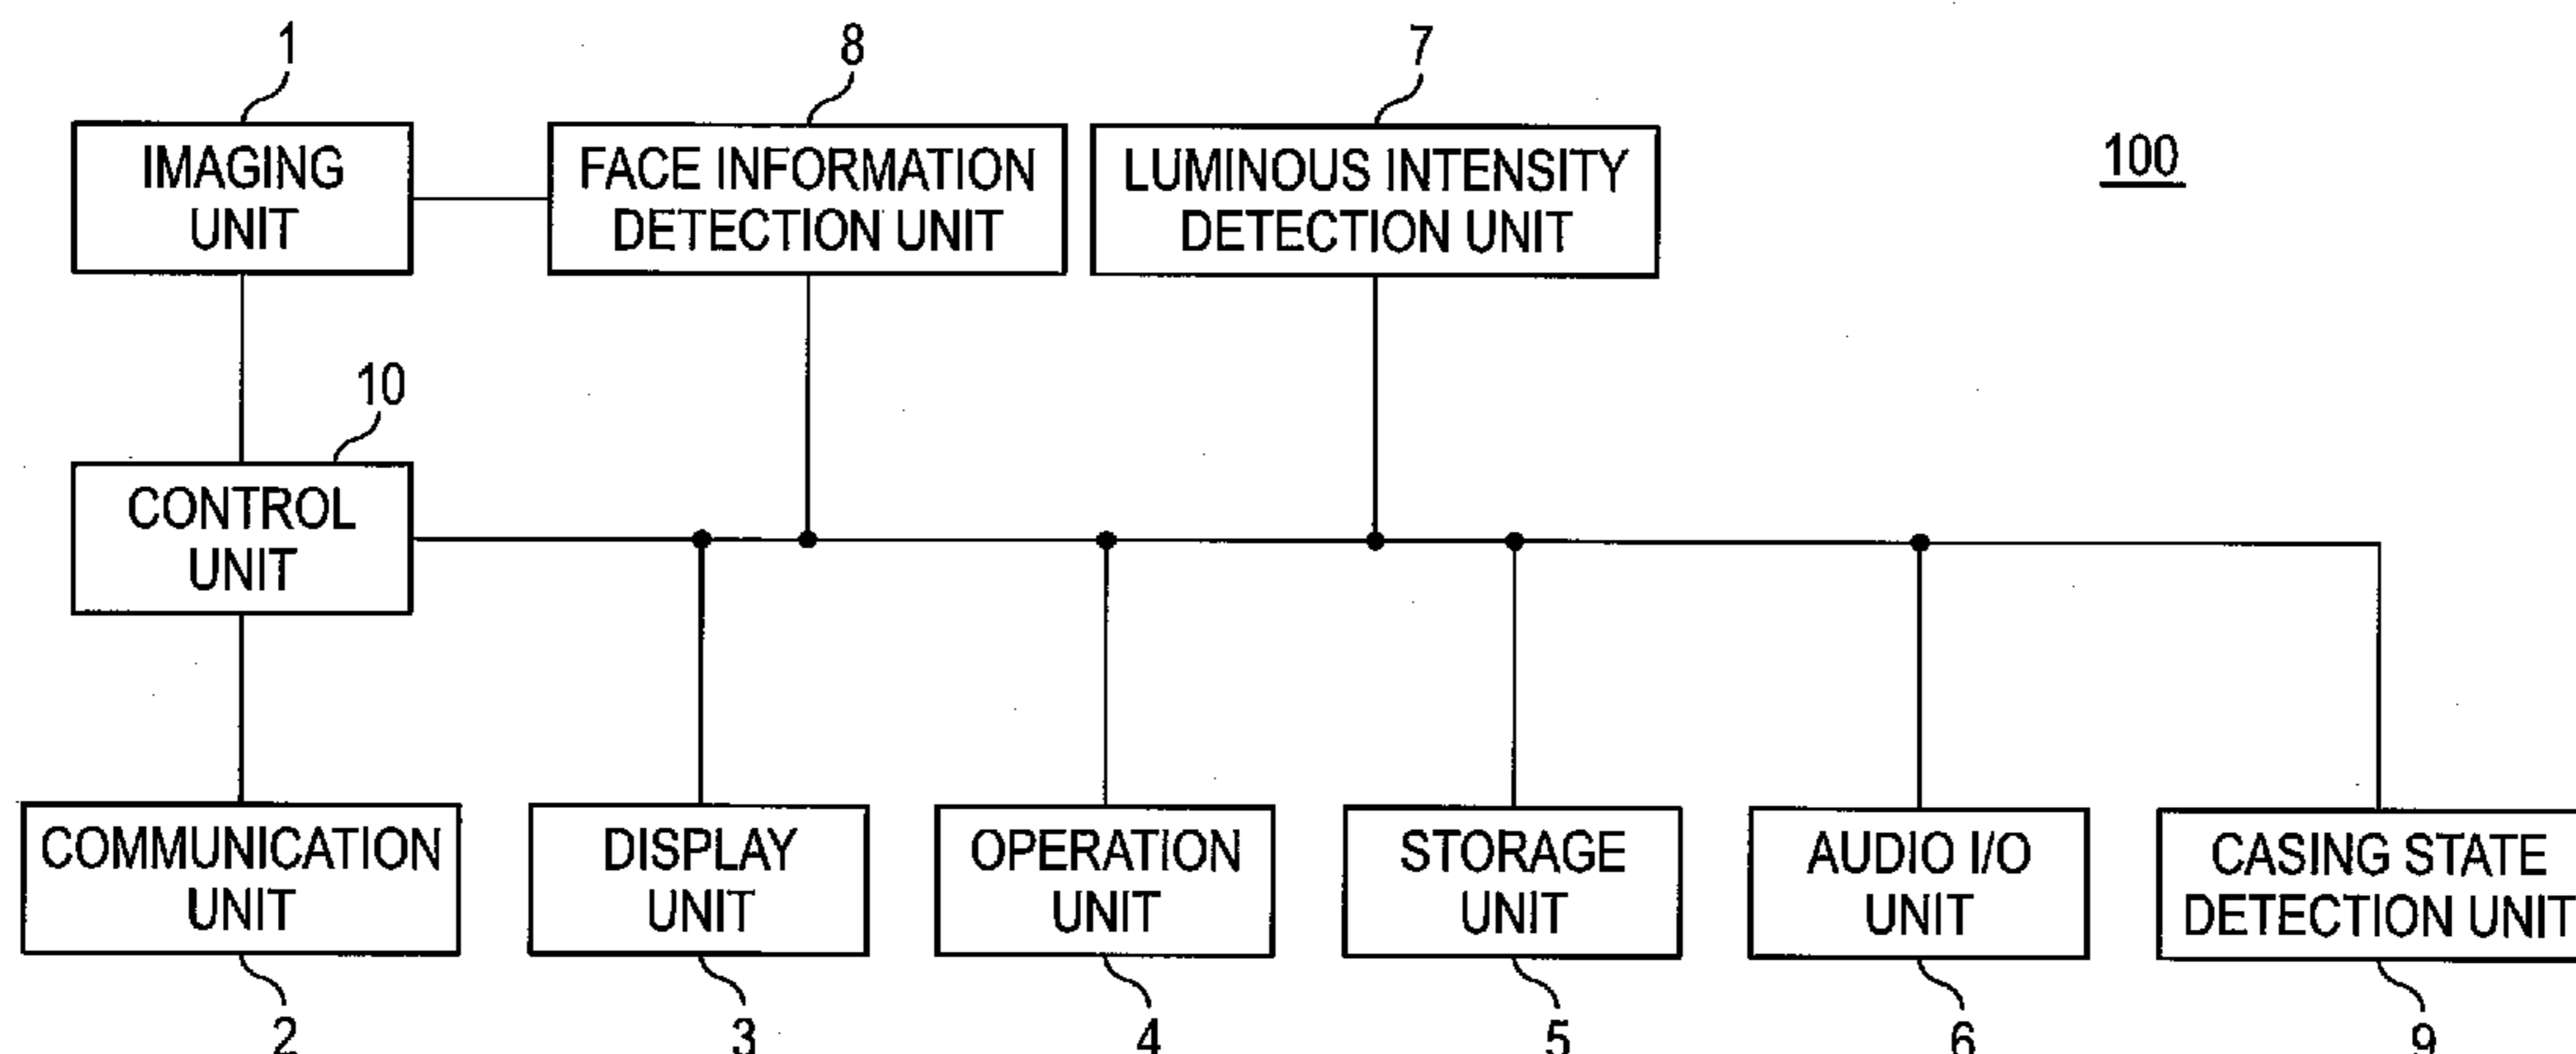 1
8
7
IMAGING
UNIT
FACE INFORMATION
DETECTION UNIT
LUMINOUS INTENSITY
DETECTION UNIT
100
10
CONTROL
UNIT
COMMUNICATION
UNIT
DISPLAY
UNIT
OPERATION
UNIT
STORAGE
UNIT
AUDIO I/O
UNIT
CASING STATE
DETECTION UNIT
2
3
4
5
6
9